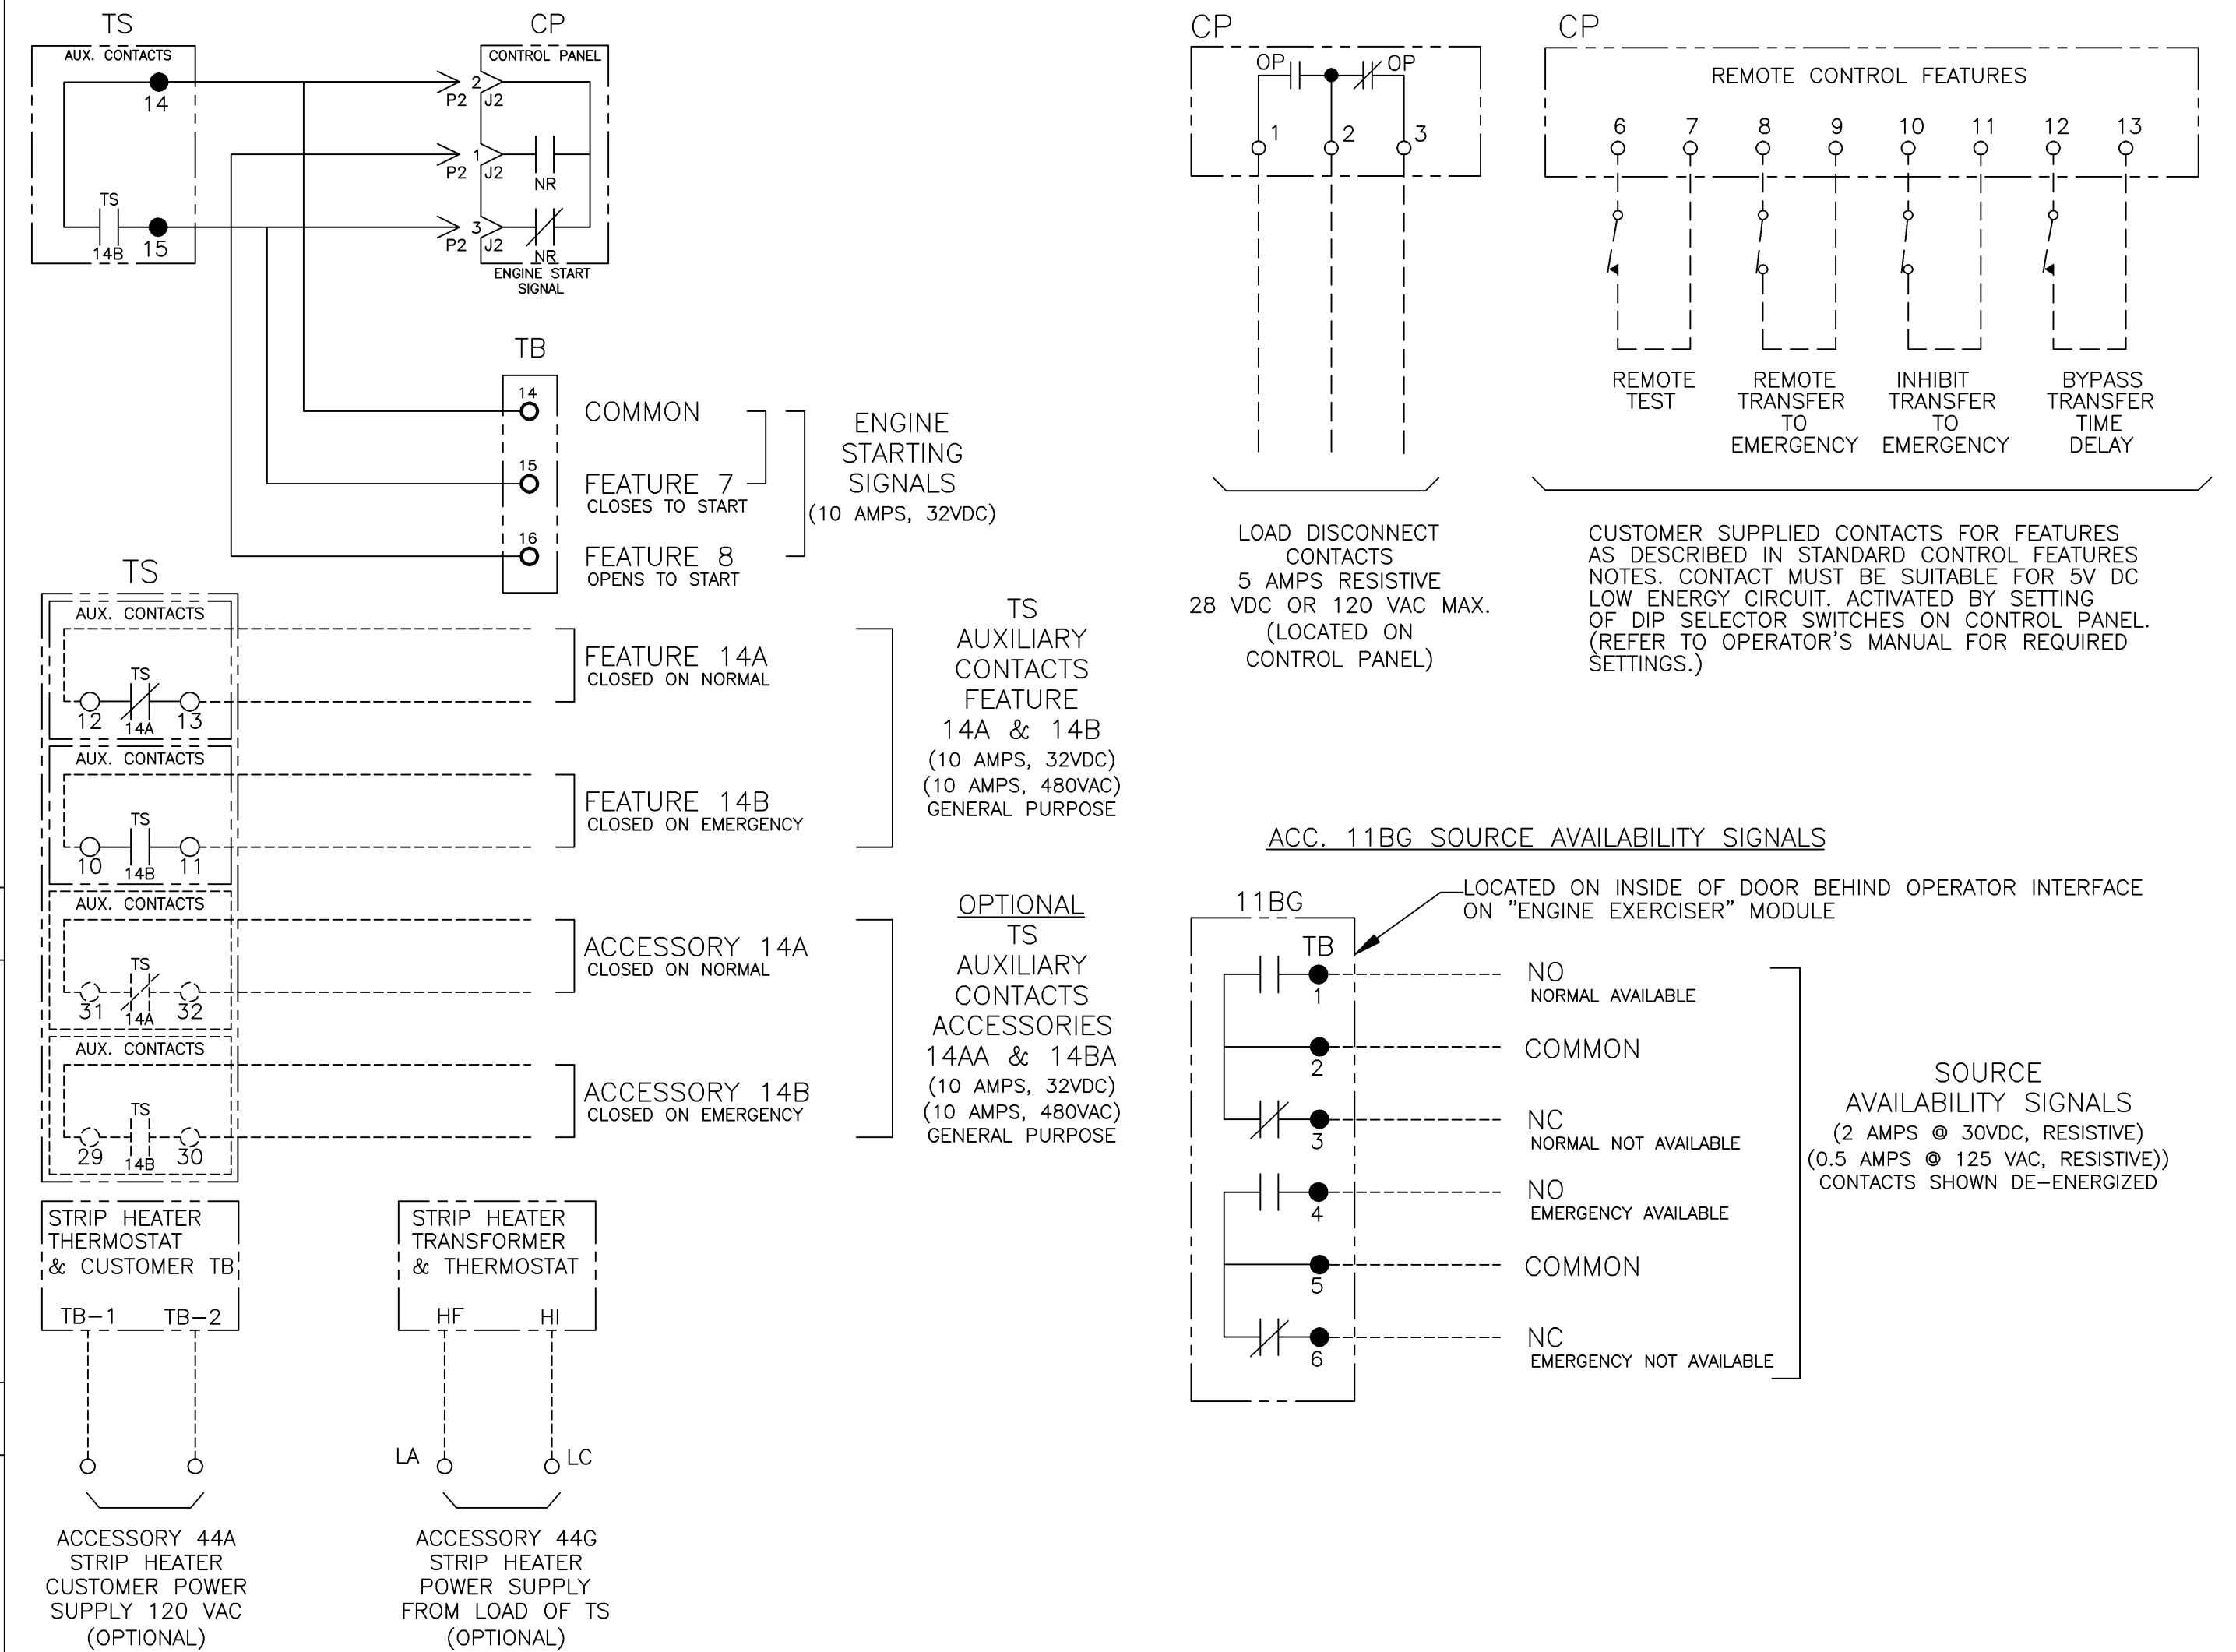 TS
AUX. CONTACTS
14
TS
14B
15
CP
CONTROL PANEL
2
P2 J2
1
P2 J2
NR
3
P2 J2
NR
ENGINE START
SIGNAL
TB
14
COMMON
15
FEATURE 7
CLOSES TO START
16
FEATURE 8
OPENS TO START
ENGINE
STARTING
SIGNALS
(10 AMPS, 32VDC)
TS
AUX. CONTACTS
TS
12
14A
13
FEATURE 14A
CLOSED ON NORMAL
AUX. CONTACTS
TS
10
14B
11
FEATURE 14B
CLOSED ON EMERGENCY
TS
AUXILIARY
CONTACTS
FEATURE
14A & 14B
(10 AMPS, 32VDC)
(10 AMPS, 480VAC)
GENERAL PURPOSE
AUX. CONTACTS
TS
31
14A
32
ACCESSORY 14A
CLOSED ON NORMAL
AUX. CONTACTS
TS
29
14B
30
ACCESSORY 14B
CLOSED ON EMERGENCY
OPTIONAL
TS
AUXILIARY
CONTACTS
ACCESSORIES
14AA & 14BA
(10 AMPS, 32VDC)
(10 AMPS, 480VAC)
GENERAL PURPOSE
STRIP HEATER
THERMOSTAT
& CUSTOMER TB
TB-1 TB-2
ACCESSORY 44A
STRIP HEATER
CUSTOMER POWER
SUPPLY 120 VAC
(OPTIONAL)
STRIP HEATER
TRANSFORMER
& THERMOSTAT
HF HI
LA LC
ACCESSORY 44G
STRIP HEATER
POWER SUPPLY
FROM LOAD OF TS
(OPTIONAL)
CP
OP OP
1 2 3
LOAD DISCONNECT
CONTACTS
5 AMPS RESISTIVE
28 VDC OR 120 VAC MAX.
(LOCATED ON
CONTROL PANEL)
CP
REMOTE CONTROL FEATURES
6 7 8 9 10 11 12 13
REMOTE
TEST
REMOTE
TRANSFER
TO
EMERGENCY
INHIBIT
TRANSFER
TO
EMERGENCY
BYPASS
TRANSFER
TIME
DELAY
CUSTOMER SUPPLIED CONTACTS FOR FEATURES
AS DESCRIBED IN STANDARD CONTROL FEATURES
NOTES. CONTACT MUST BE SUITABLE FOR 5V DC
LOW ENERGY CIRCUIT. ACTIVATED BY SETTING
OF DIP SELECTOR SWITCHES ON CONTROL PANEL.
(REFER TO OPERATOR'S MANUAL FOR REQUIRED
SETTINGS.)
ACC. 11BG SOURCE AVAILABILITY SIGNALS
LOCATED ON INSIDE OF DOOR BEHIND OPERATOR INTERFACE
ON "ENGINE EXERCISER" MODULE
11BG
TB
1
NO
NORMAL AVAILABLE
2
COMMON
3
NC
NORMAL NOT AVAILABLE
4
NO
EMERGENCY AVAILABLE
5
COMMON
6
NC
EMERGENCY NOT AVAILABLE
SOURCE
AVAILABILITY SIGNALS
(2 AMPS @ 30VDC, RESISTIVE)
(0.5 AMPS @ 125 VAC, RESISTIVE))
CONTACTS SHOWN DE-ENERGIZED